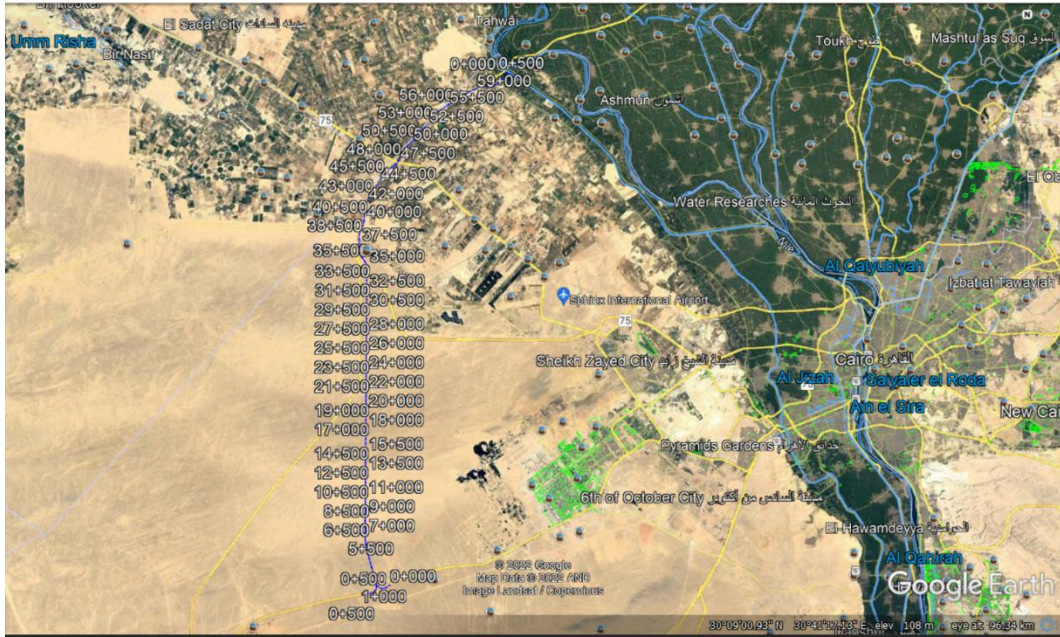 El Sadat City مدينة السادات
Tahwai
Umm Risha
Bir Nasif
Toukh طوخ
Mashtul as Suq
N
0+000 0+500
59+000
56+000
55+500
Ashmun أشمون
53+000
52+500
75
50+500
50+000
48+000
47+500
45+500
44+500
43+000
42+000
40+500
40+000
38+500
37+500
35+500
35+000
33+500
32+500
31+500
30+500
29+500
28+000
27+500
26+000
25+500
24+000
23+500
22+000
21+500
20+000
19+000
18+000
17+000
15+500
14+500
13+500
12+500
11+000
10+500
9+000
8+500
7+000
6+500
5+500
0+500
0+000
1+000
0+500
Water Researches البحوث المائية
Al Qalyubiyah
Izbat at Tawaylah
Sphinx International Airport
75
Sheikh Zayed City مدينة الشيخ زايد
Cairo القاهرة
Al Jizah
Saiyalet el Roda
Ain el Sira
New Cai
Pyramids Gardens حدائق الأهرام
6th of October City مدينة السادس من أكتوبر
El Hawamdeyya الحوامدية
Al Qahirah
© 2022 Google
Map Data © 2022 AND
Image Landsat / Copernicus
Google Earth
30°09'00.93" N 30°41'17.13" E elev 108 m eye alt 96.34 km